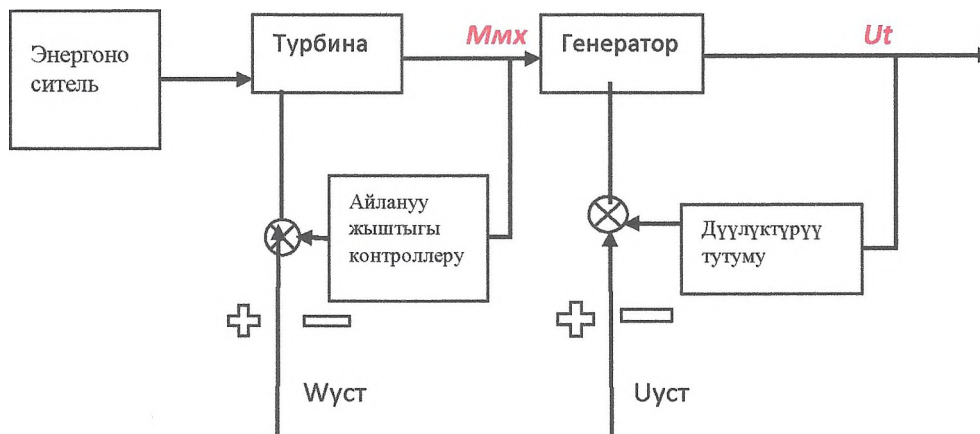 Энергоно
ситель
Турбина
Ммх
Генератор
Ut
Айлануу
жыштыгы
контроллеру
Дүүлүктүрүү
тутуму
Wуст
Uуст